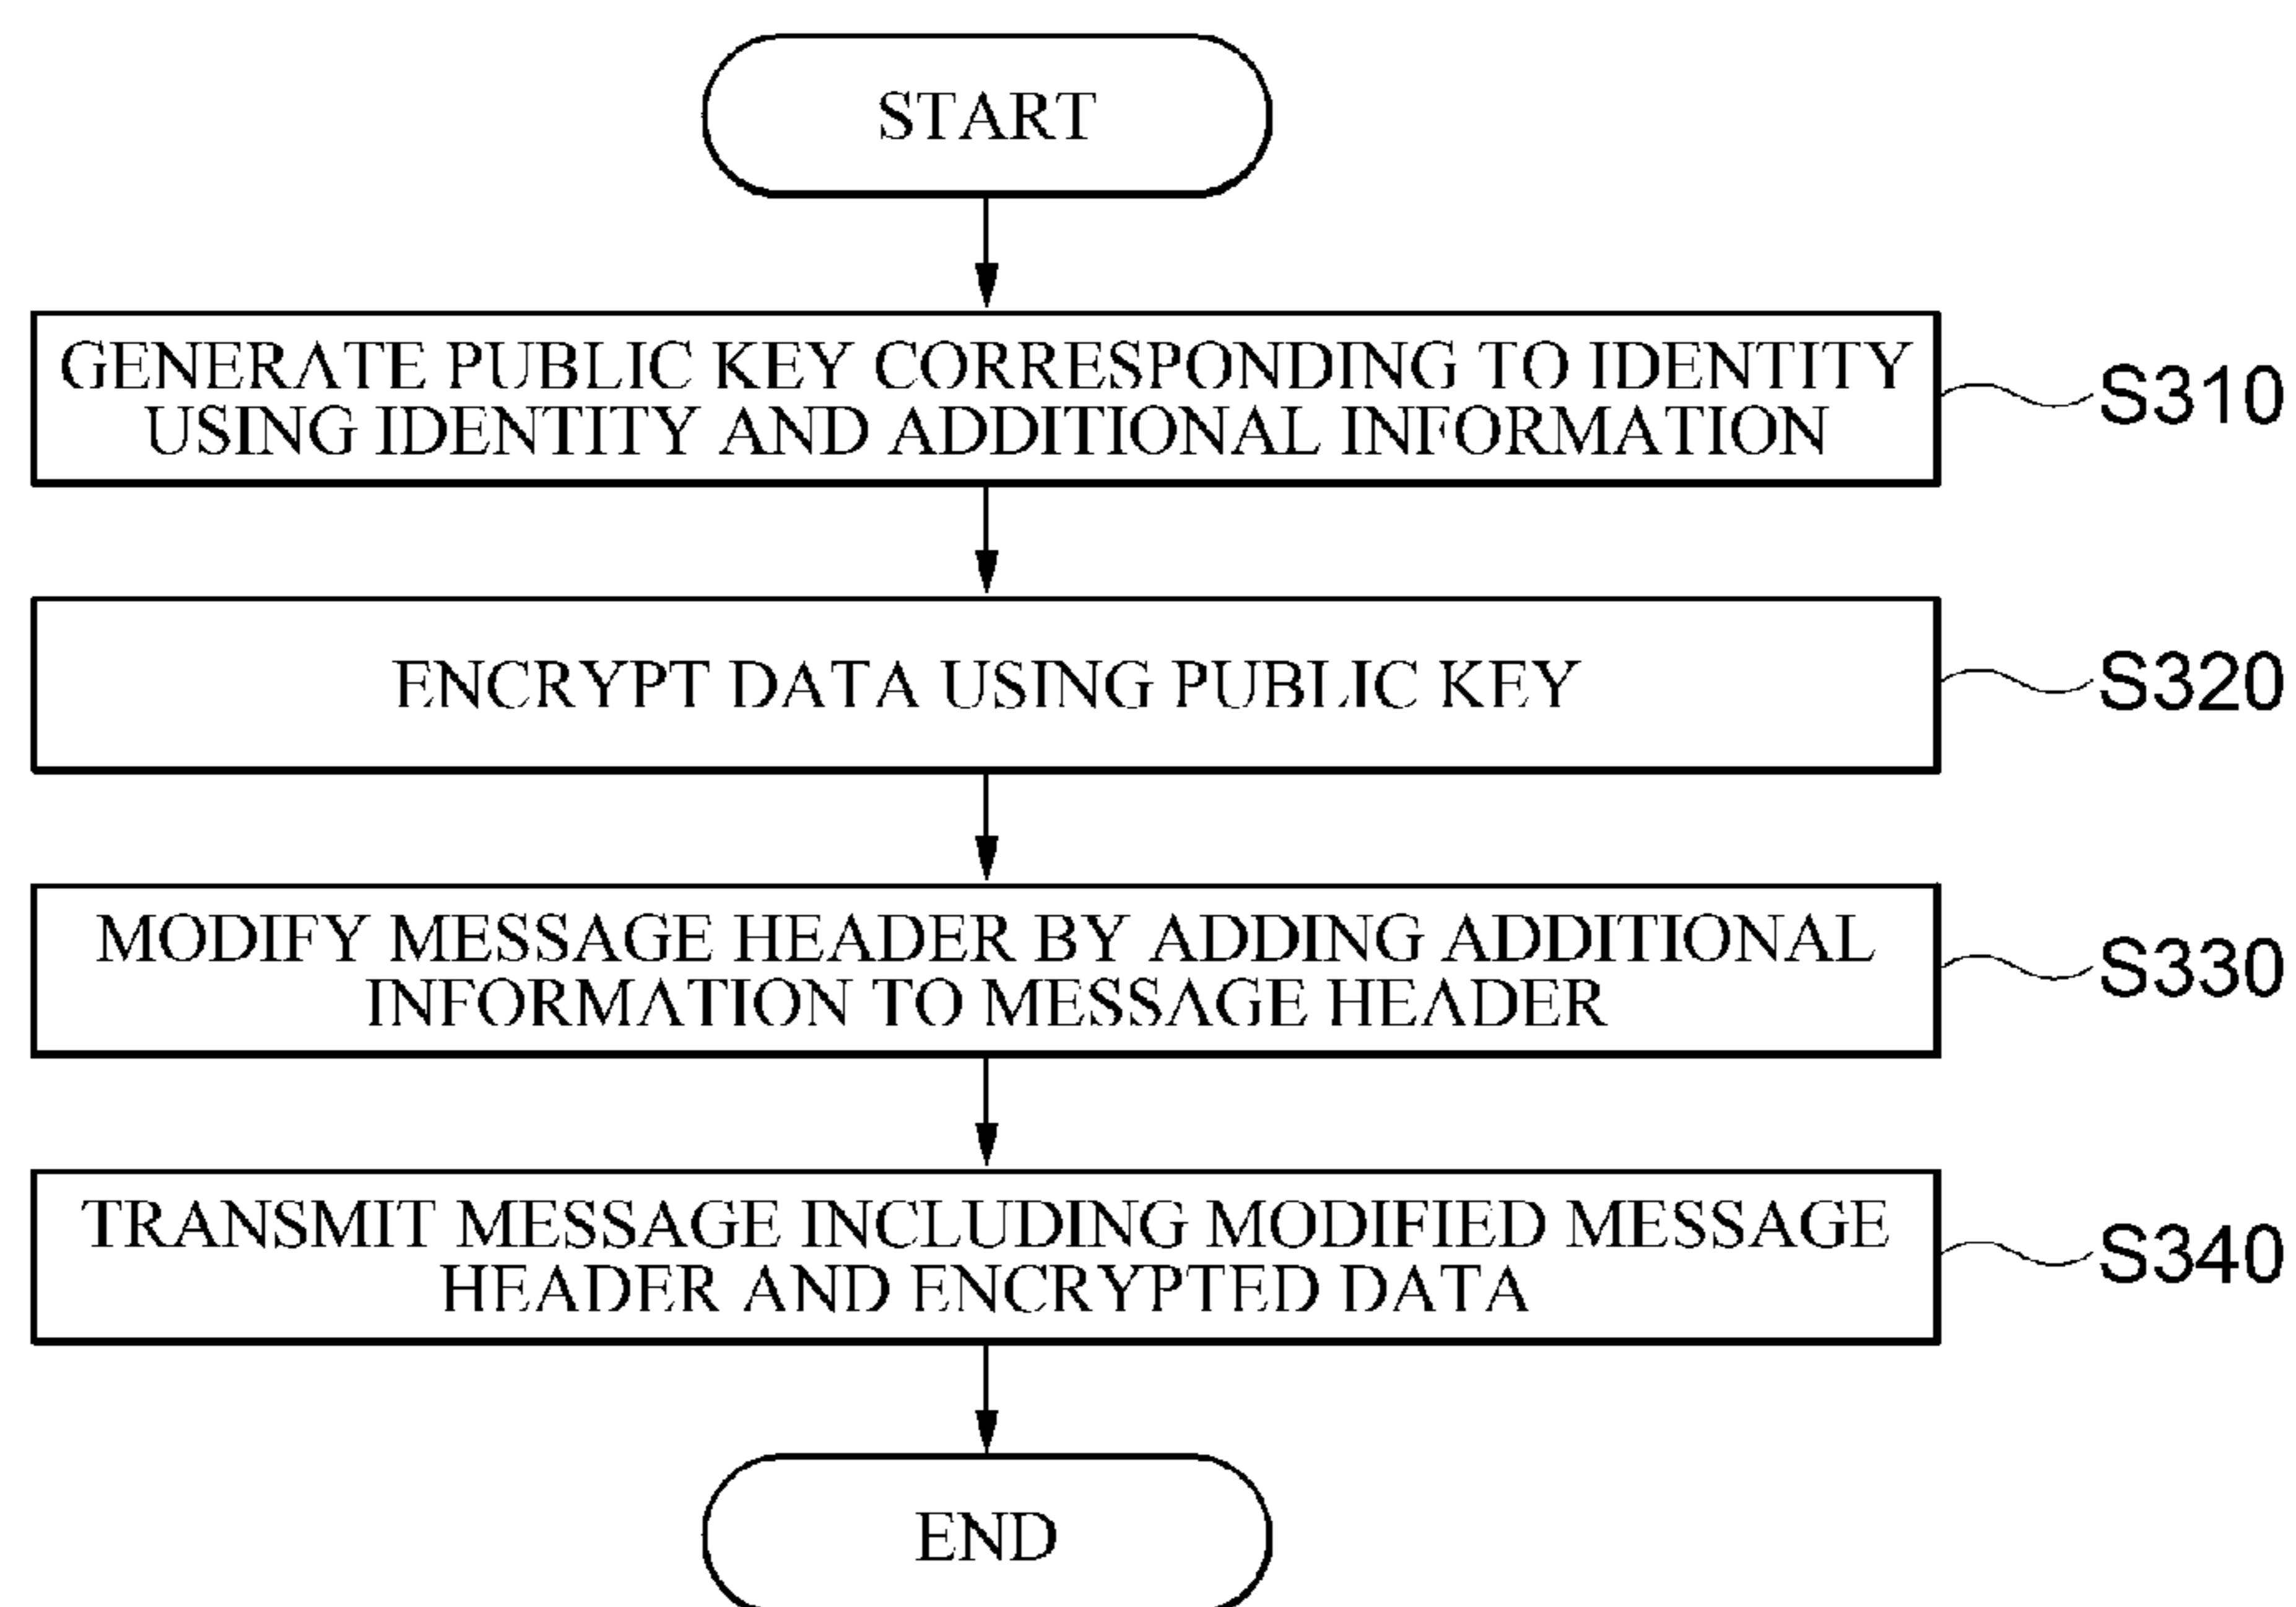 START
GENERATE PUBLIC KEY CORRESPONDING TO IDENTITY
USING IDENTITY AND ADDITIONAL INFORMATION
S310
ENCRYPT DATA USING PUBLIC KEY
S320
MODIFY MESSAGE HEADER BY ADDING ADDITIONAL
INFORMATION TO MESSAGE HEADER
S330
TRANSMIT MESSAGE INCLUDING MODIFIED MESSAGE
HEADER AND ENCRYPTED DATA
S340
END